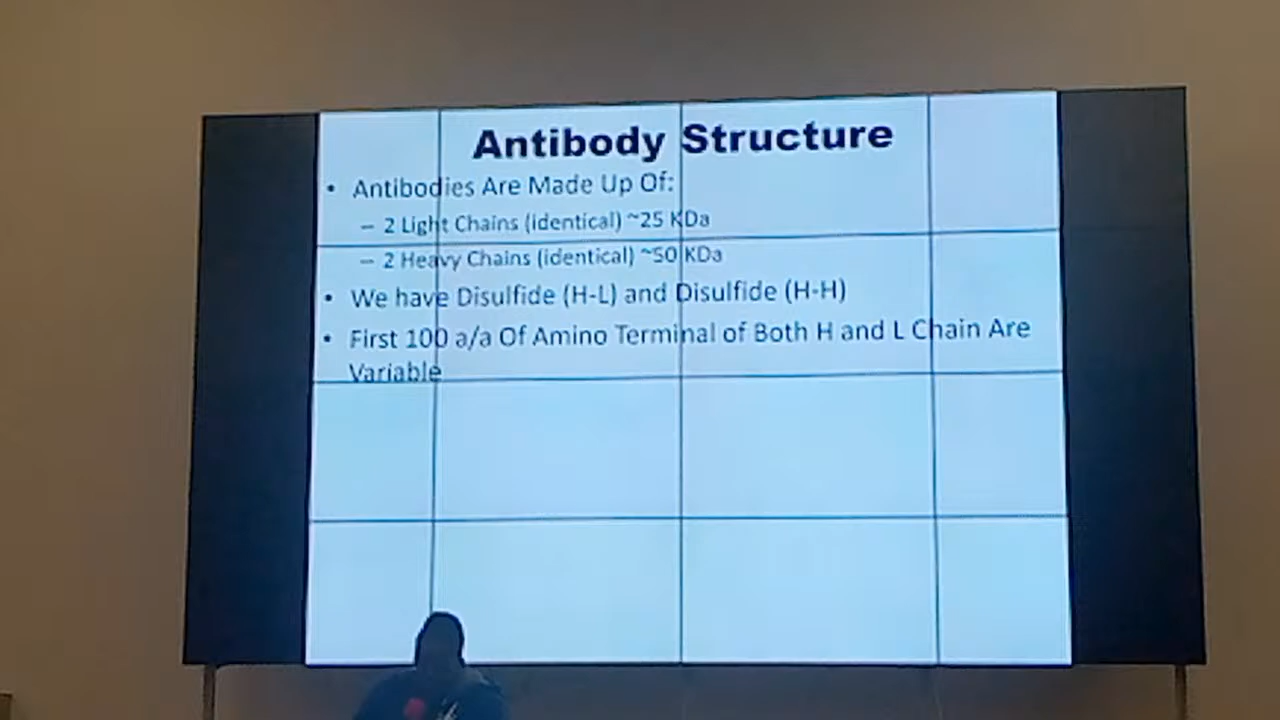 Antibody Structure
• Antibodies Are Made Up Of:
– 2 Light Chains (identical) ~25 KDa
– 2 Heavy Chains (identical) ~50 KDa
• We have Disulfide (H-L) and Disulfide (H-H)
• First 100 a/a Of Amino Terminal of Both H and L Chain Are
Variable